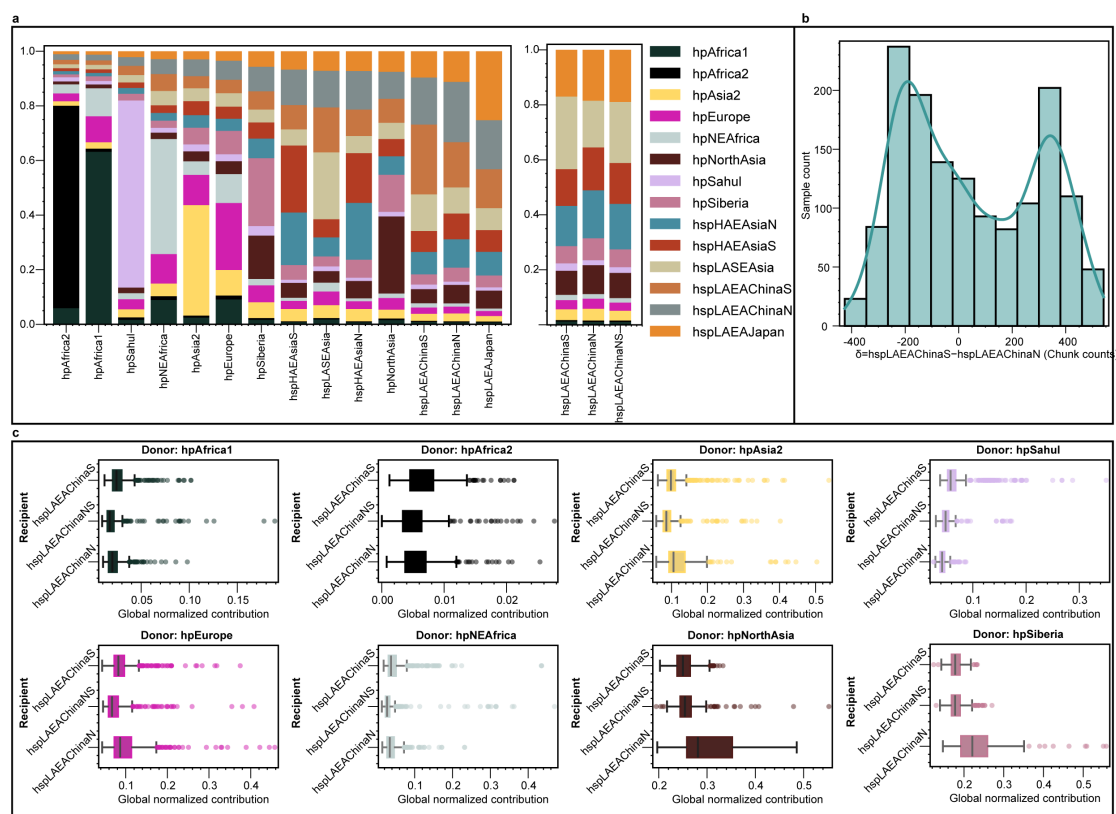 a
b
1.0
0.8
0.6
0.4
0.2
0.0
hpAfrica2
hpAfrica1
hpSahul
hpNEAfrica
hpAsia2
hpEurope
hpSiberia
hspHAEAsiaS
hspLASEAsia
hspHAEAsiaN
hpNorthAsia
hspLAEAChinaS
hspLAEAChinaN
hspLAEAJapan
1.0
0.8
0.6
0.4
0.2
hspLAEAChinaS
hspLAEAChinaN
hspLAEAChinaNS
hpAfrica1
hpAfrica2
hpAsia2
hpEurope
hpNEAfrica
hpNorthAsia
hpSahul
hpSiberia
hspHAEAsiaN
hspHAEAsiaS
hspLASEAsia
hspLAEAChinaS
hspLAEAChinaN
hspLAEAJapan
Sample count
200
150
100
50
0
-400 -200 0 200 400
δ=hspLAEAChinaS−hspLAEAChinaN (Chunk counts)
c
Donor: hpAfrica1
Recipient
hspLAEAChinaS
hspLAEAChinaNS
hspLAEAChinaN
0.05 0.10 0.15
Global normalized contribution
Donor: hpAfrica2
Recipient
hspLAEAChinaS
hspLAEAChinaNS
hspLAEAChinaN
0.00 0.01 0.02
Global normalized contribution
Donor: hpAsia2
Recipient
hspLAEAChinaS
hspLAEAChinaNS
hspLAEAChinaN
0.1 0.2 0.3 0.4 0.5
Global normalized contribution
Donor: hpSahul
Recipient
hspLAEAChinaS
hspLAEAChinaNS
hspLAEAChinaN
0.1 0.2 0.3
Global normalized contribution
Donor: hpEurope
Recipient
hspLAEAChinaS
hspLAEAChinaNS
hspLAEAChinaN
0.1 0.2 0.3 0.4
Global normalized contribution
Donor: hpNEAfrica
Recipient
hspLAEAChinaS
hspLAEAChinaNS
hspLAEAChinaN
0.1 0.2 0.3 0.4
Global normalized contribution
Donor: hpNorthAsia
Recipient
hspLAEAChinaS
hspLAEAChinaNS
hspLAEAChinaN
0.2 0.3 0.4 0.5
Global normalized contribution
Donor: hpSiberia
Recipient
hspLAEAChinaS
hspLAEAChinaNS
hspLAEAChinaN
0.2 0.3 0.4 0.5
Global normalized contribution